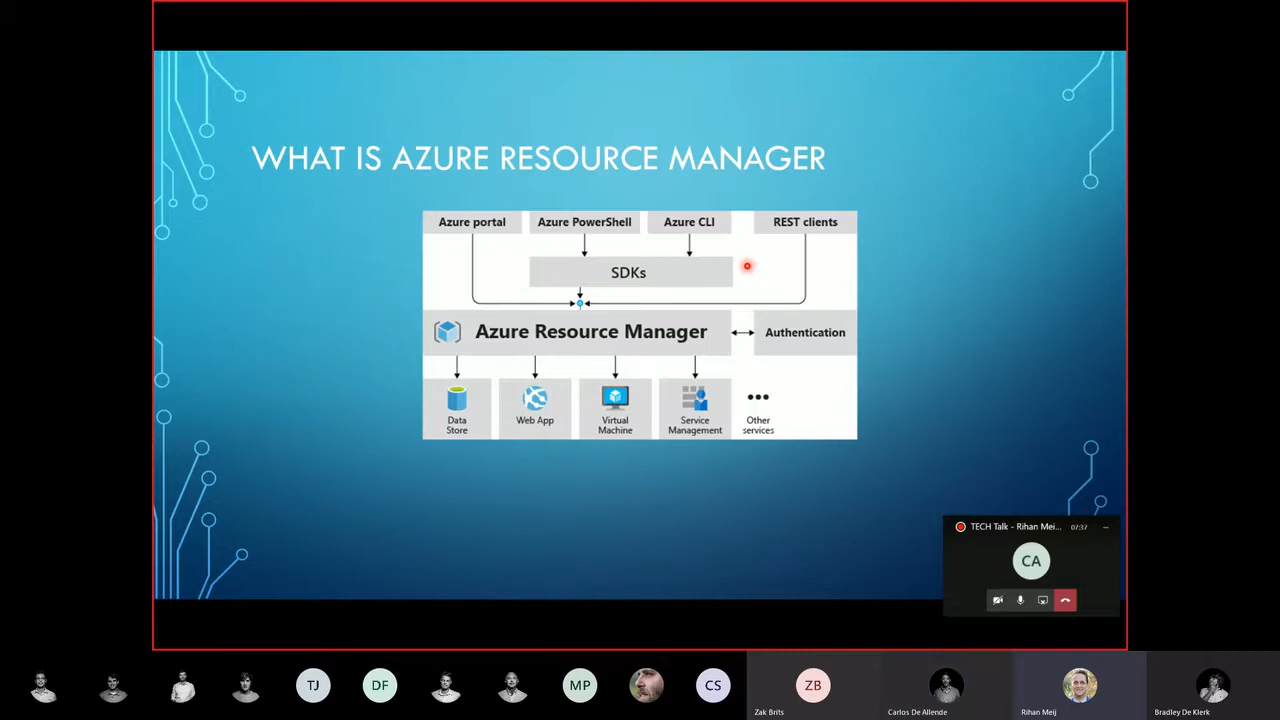 WHAT IS AZURE RESOURCE MANAGER
Azure portal
Azure PowerShell
Azure CLI
REST clients
SDKs
Azure Resource Manager
Authentication
Data
Store
Web App
Virtual
Machine
Service
Management
Other
services
TECH Talk - Rihan Mei...
07:37
CA
TJ
DF
MP
CS
ZB
Zak Brits
Carlos De Allende
Rihan Meij
Bradley De Klerk